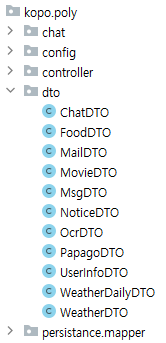 kopo.poly
chat
config
controller
dto
C ChatDTO
C FoodDTO
C MailDTO
C MovieDTO
C MsgDTO
C NoticeDTO
C OcrDTO
C PapagoDTO
C UserInfoDTO
C WeatherDailyDTO
C WeatherDTO
persistance.mapper